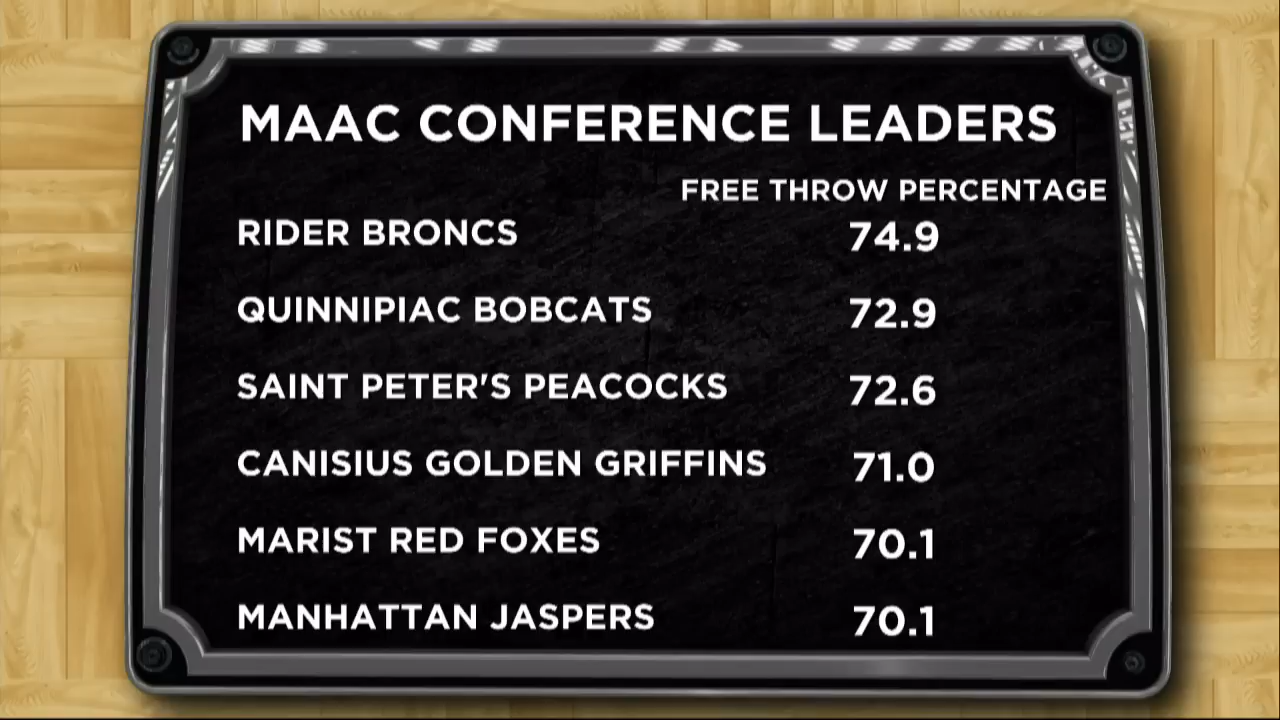 MAAC CONFERENCE LEADERS
FREE THROW PERCENTAGE
RIDER BRONCS 74.9
QUINNIPIAC BOBCATS 72.9
SAINT PETER'S PEACOCKS 72.6
CANISIUS GOLDEN GRIFFINS 71.0
MARIST RED FOXES 70.1
MANHATTAN JASPERS 70.1